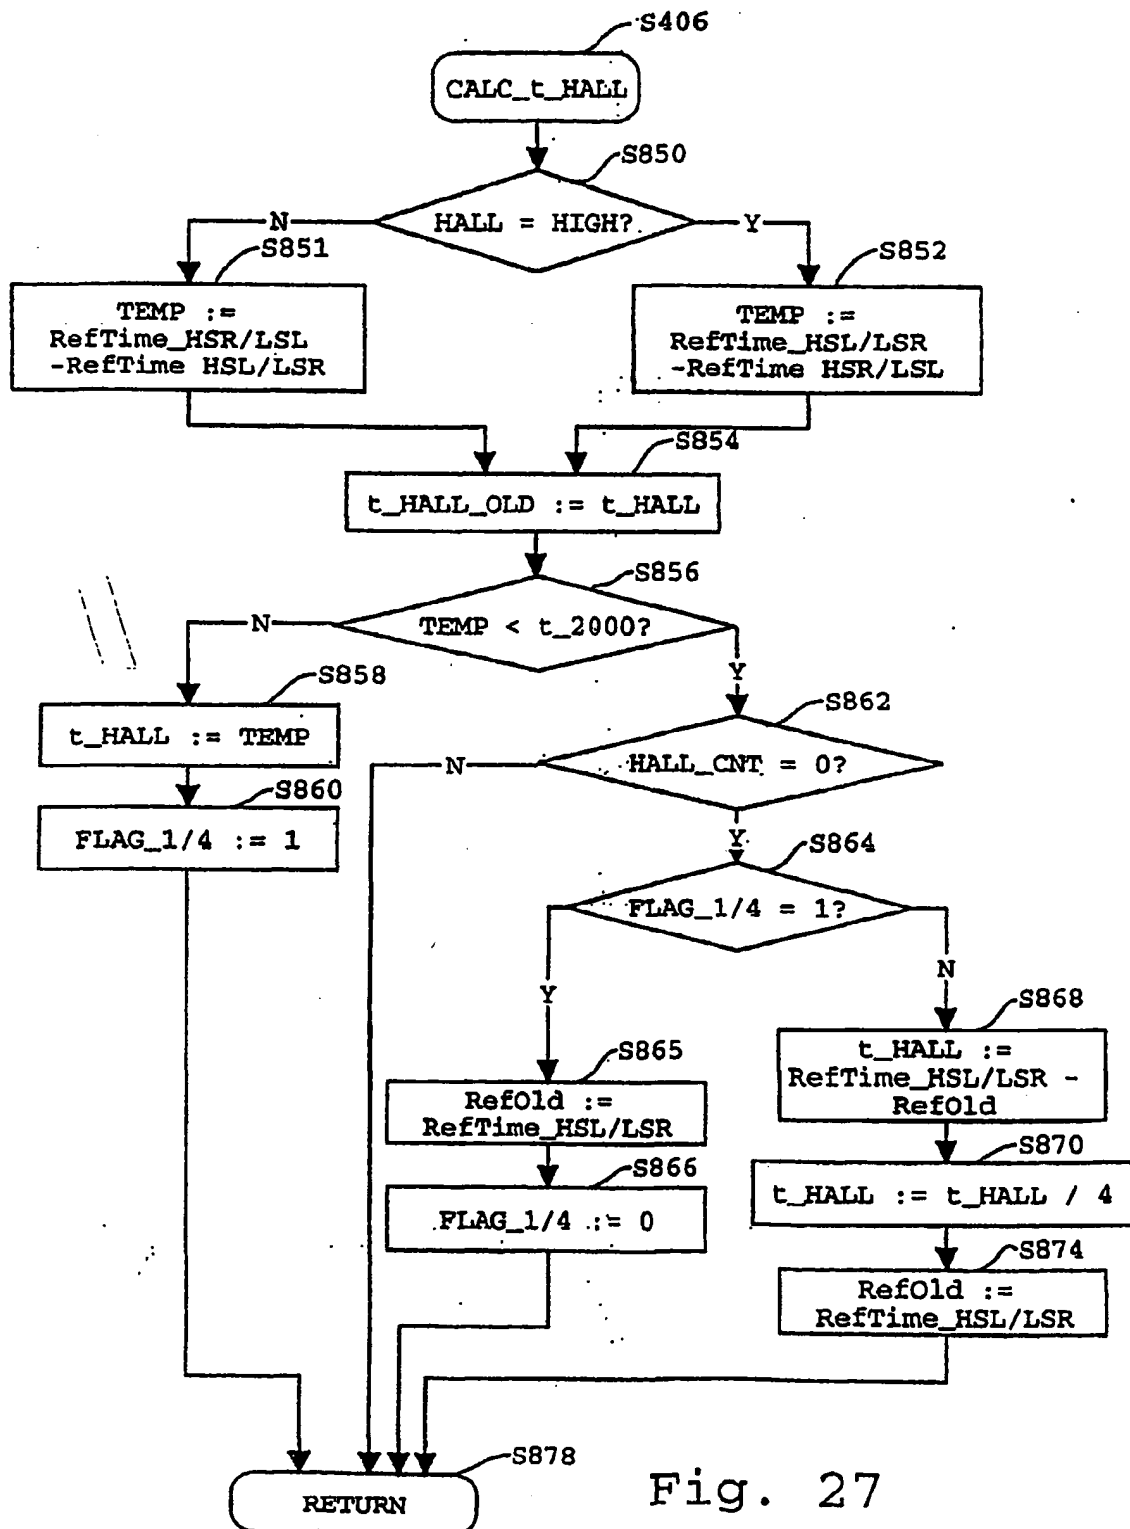 S406
CALC_t_HALL
S850
HALL = HIGH?
N
Y
S851
TEMP :=
RefTime_HSR/LSL
-RefTime HSL/LSR
S852
TEMP :=
RefTime_HSL/LSR
-RefTime HSR/LSL
S854
t_HALL_OLD := t_HALL
S856
TEMP < t_2000?
N
Y
S858
t_HALL := TEMP
S860
FLAG_1/4 := 1
S862
HALL_CNT = 0?
N
Y
S864
FLAG_1/4 = 1?
Y
N
S865
RefOld :=
RefTime_HSL/LSR
S866
FLAG_1/4 := 0
S868
t_HALL :=
RefTime_HSL/LSR -
RefOld
S870
t_HALL := t_HALL / 4
S874
RefOld :=
RefTime_HSL/LSR
S878
RETURN
Fig. 27